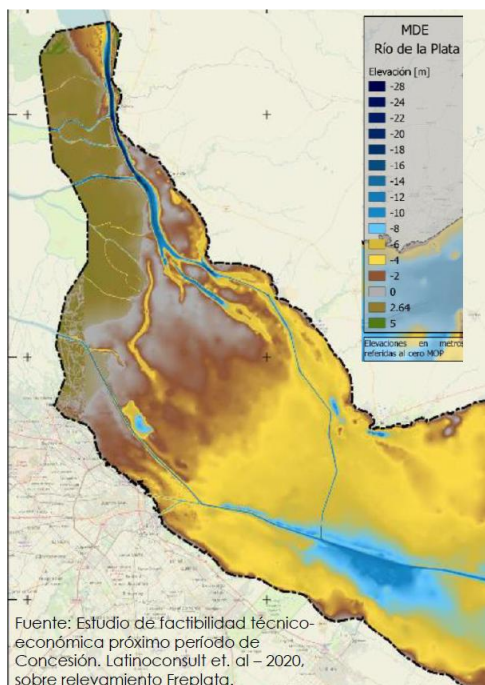 MDE
Río de la Plata
Elevación [m]
-28
-24
-22
-20
-18
-16
-14
-12
-10
-8
-6
-4
-2
0
2.64
5
Elevaciones en metros
referidas al cero MOP
Fuente: Estudio de factibilidad técnico-
económica próximo período de
Concesión. Latinoconsult et. al – 2020,
sobre relevamiento Freplata.